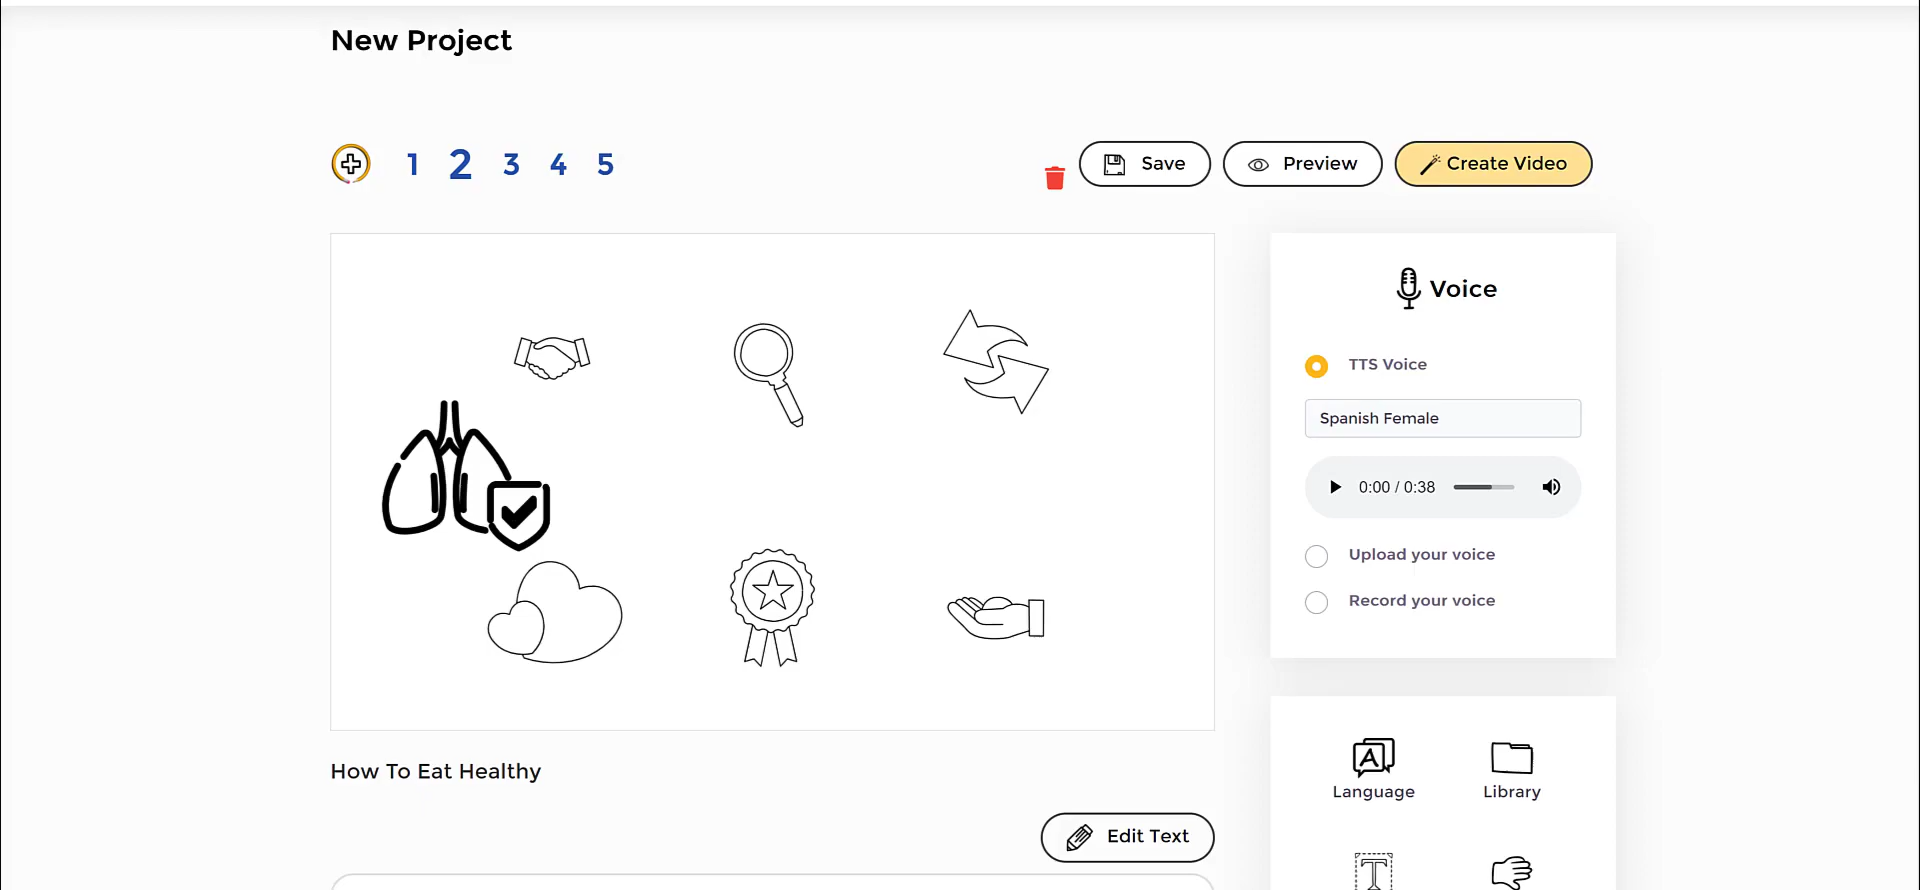 New Project
1 2 3 4 5
Save
Preview
Create Video
Voice
TTS Voice
Spanish Female
0:00 / 0:38
Upload your voice
Record your voice
How To Eat Healthy
Edit Text
Language
Library